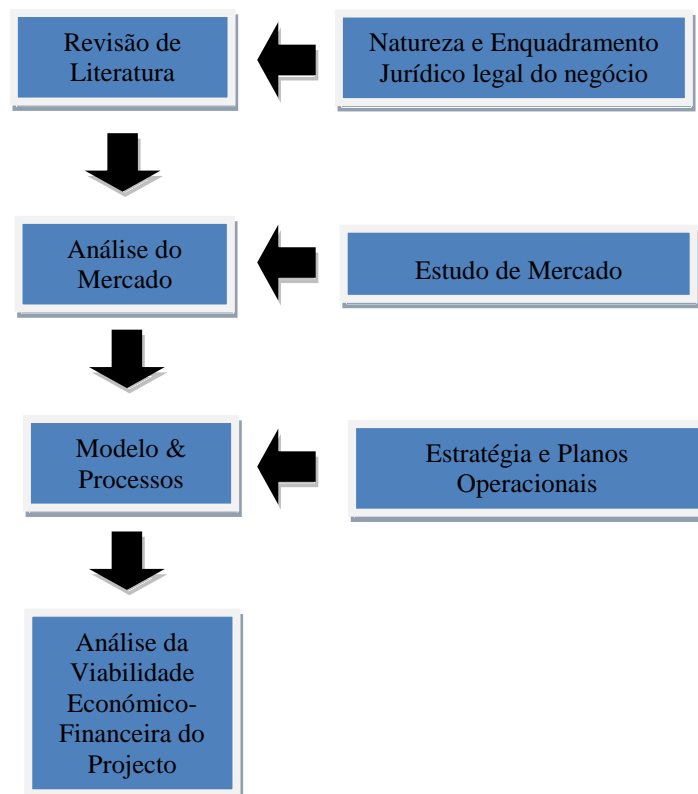 Revisão de
Literatura
Natureza e Enquadramento
Jurídico legal do negócio
Análise do
Mercado
Estudo de Mercado
Modelo &
Processos
Estratégia e Planos
Operacionais
Análise da
Viabilidade
Económico-
Financeira do
Projecto